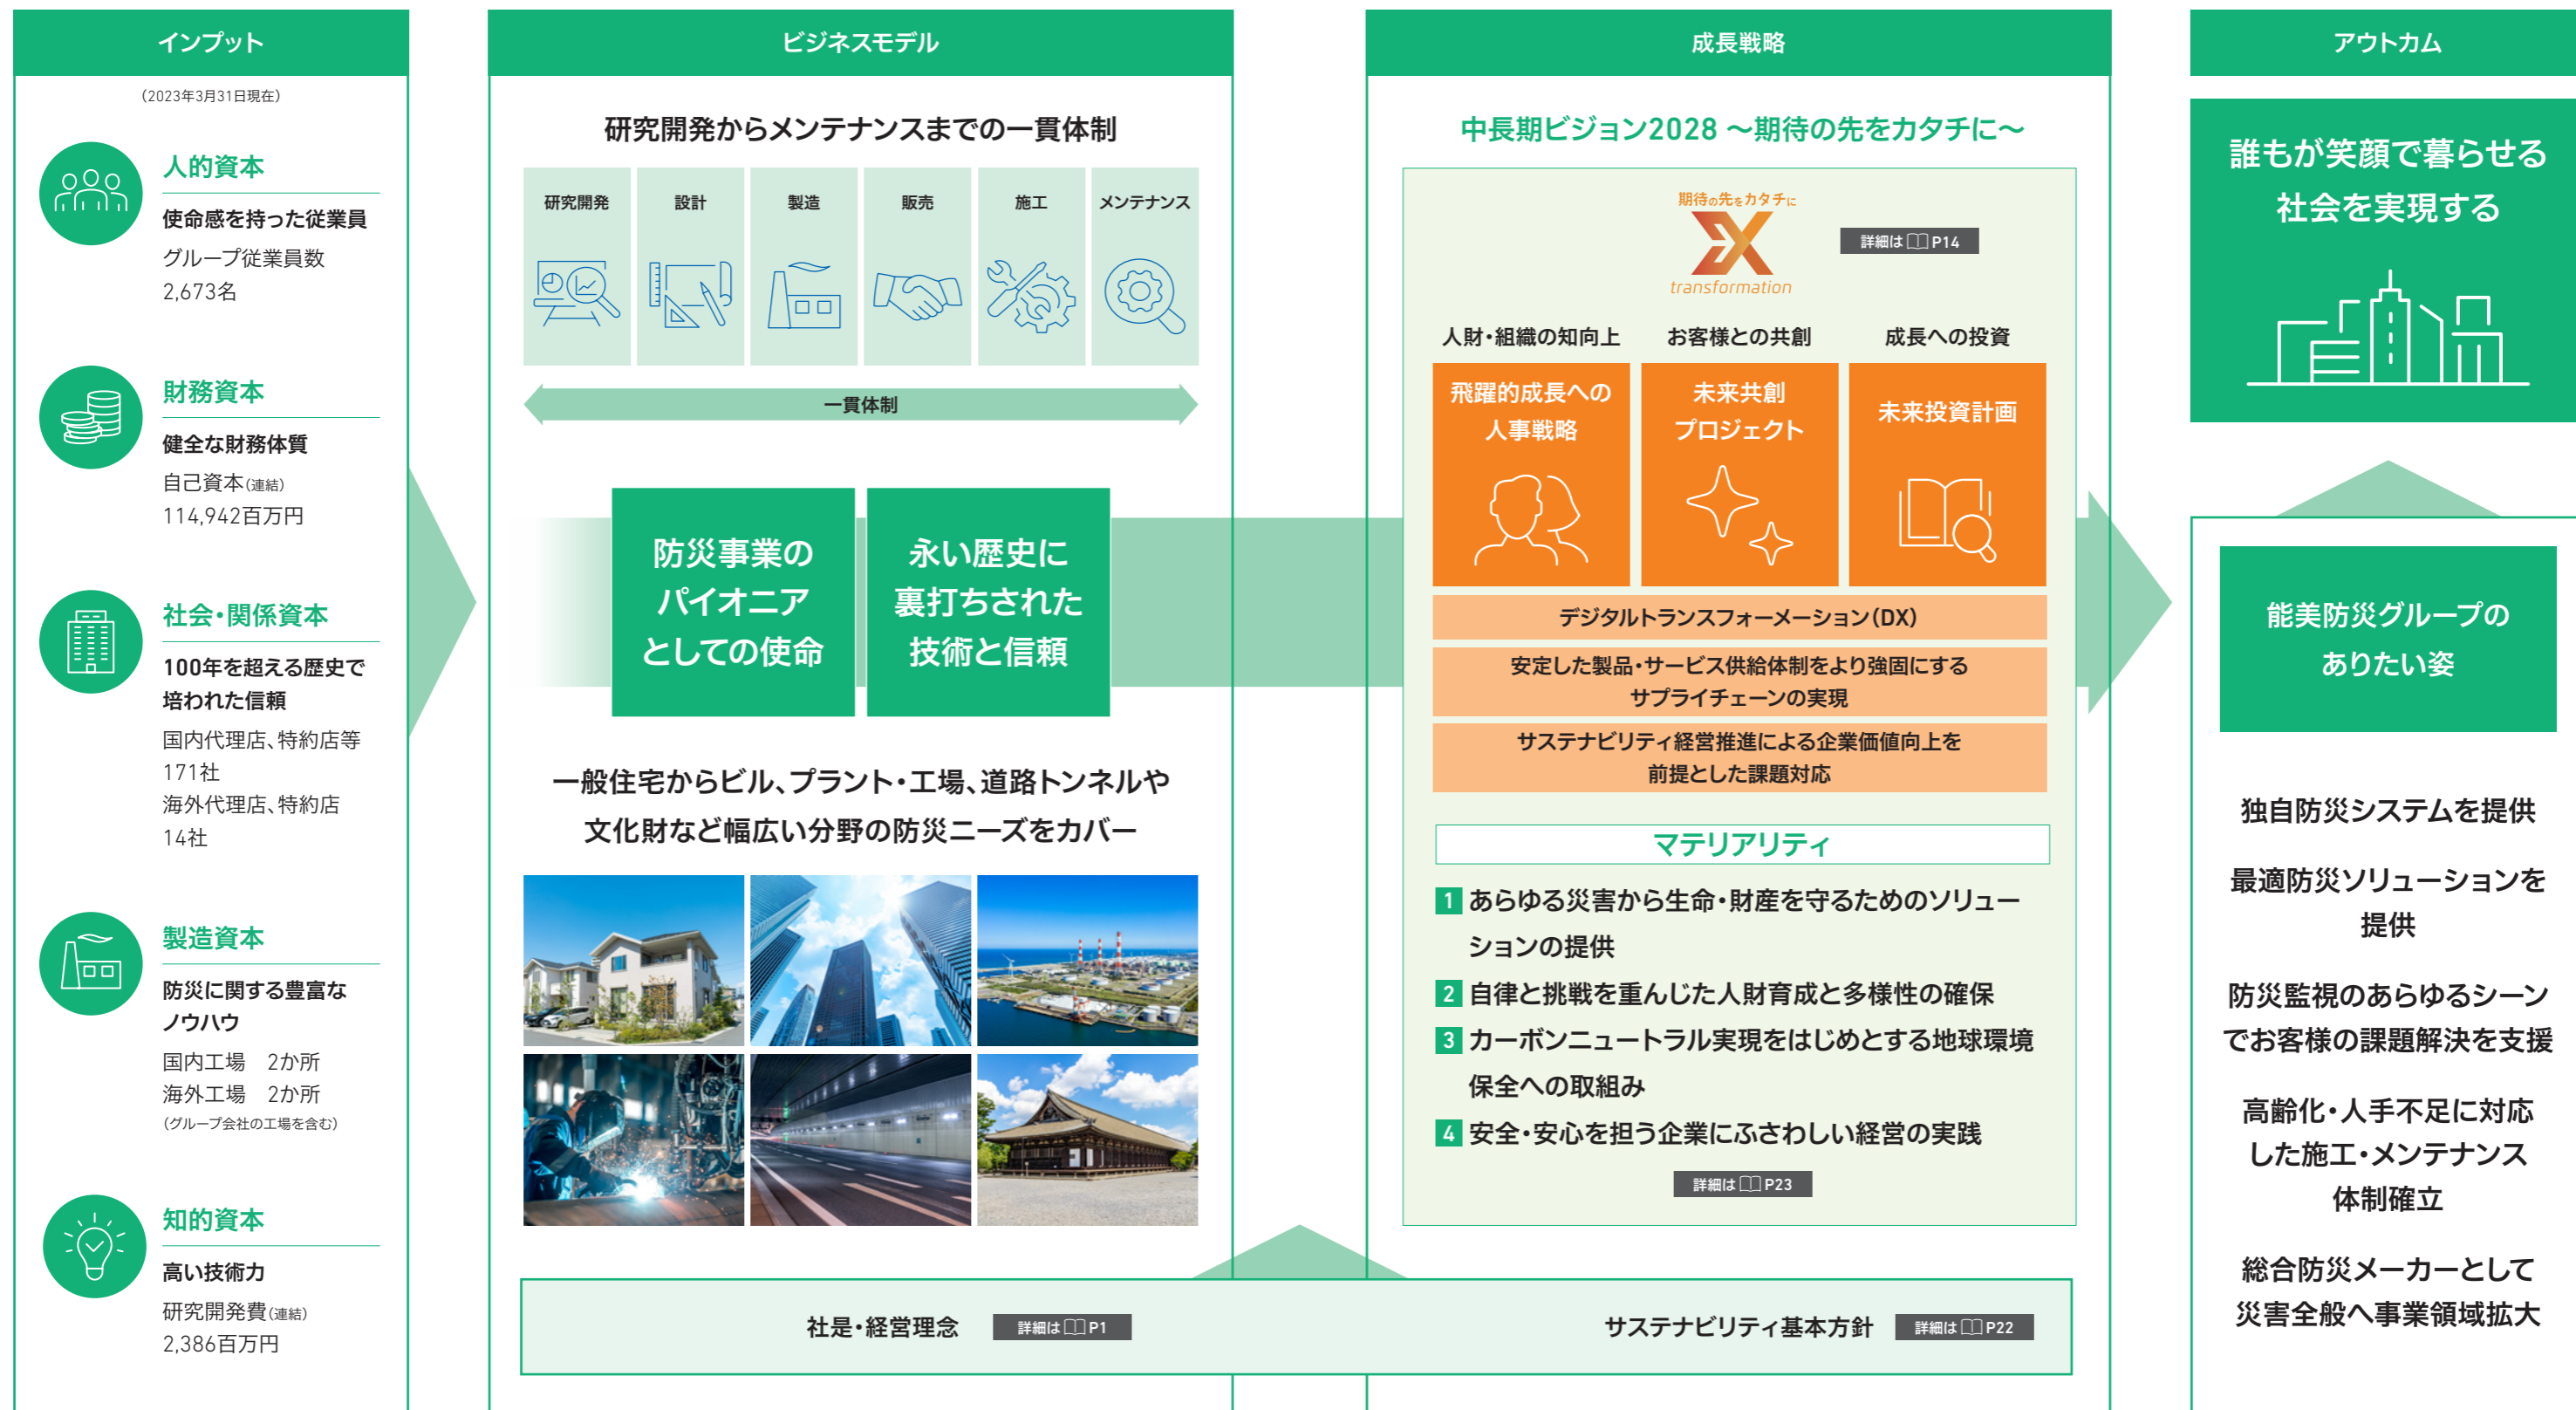 インプット
(2023年3月31日現在)
人的資本
使命感を持った従業員
グループ従業員数
2,673名
財務資本
健全な財務体質
自己資本(連結)
114,942百万円
社会・関係資本
100年を超える歴史で
培われた信頼
国内代理店、特約店等
171社
海外代理店、特約店
14社
製造資本
防災に関する豊富な
ノウハウ
国内工場　2か所
海外工場　2か所
(グループ会社の工場を含む)
知的資本
高い技術力
研究開発費(連結)
2,386百万円
ビジネスモデル
研究開発からメンテナンスまでの一貫体制
研究開発
設計
製造
販売
施工
メンテナンス
一貫体制
防災事業の
パイオニア
としての使命
永い歴史に
裏打ちされた
技術と信頼
一般住宅からビル、プラント・工場、道路トンネルや
文化財など幅広い分野の防災ニーズをカバー
成長戦略
中長期ビジョン2028 〜期待の先をカタチに〜
期待の先をカタチに
X
transformation
詳細は P14
人財・組織の知向上
お客様との共創
成長への投資
飛躍的成長への
人事戦略
未来共創
プロジェクト
未来投資計画
デジタルトランスフォーメーション(DX)
安定した製品・サービス供給体制をより強固にする
サプライチェーンの実現
サステナビリティ経営推進による企業価値向上を
前提とした課題対応
マテリアリティ
1 あらゆる災害から生命・財産を守るためのソリュー
ションの提供
2 自律と挑戦を重んじた人財育成と多様性の確保
3 カーボンニュートラル実現をはじめとする地球環境
保全への取組み
4 安全・安心を担う企業にふさわしい経営の実践
詳細は P23
社是・経営理念 詳細は P1
サステナビリティ基本方針 詳細は P22
アウトカム
誰もが笑顔で暮らせる
社会を実現する
能美防災グループの
ありたい姿
独自防災システムを提供
最適防災ソリューションを
提供
防災監視のあらゆるシーン
でお客様の課題解決を支援
高齢化・人手不足に対応
した施工・メンテナンス
体制確立
総合防災メーカーとして
災害全般へ事業領域拡大